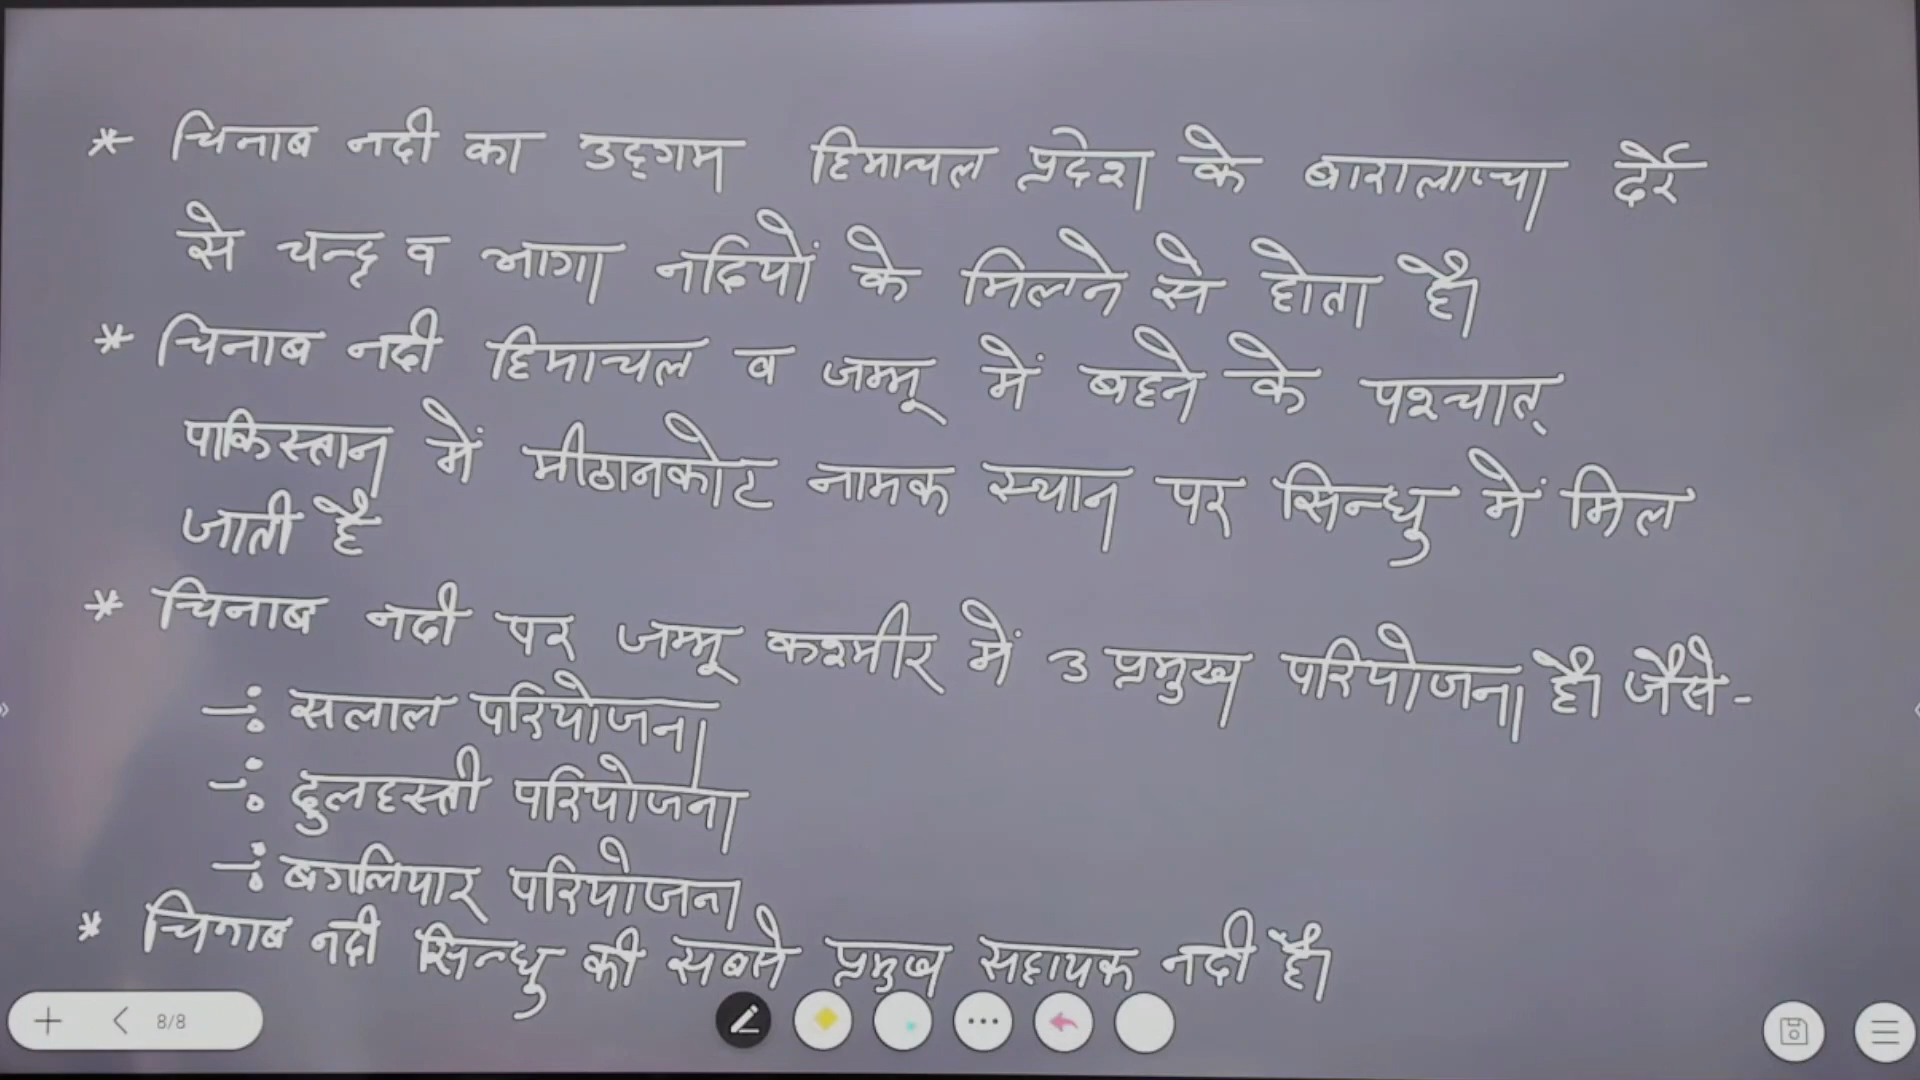 * चिनाब नदी का उद्गम हिमाचल प्रदेश के बारालाप्चा दर्रे
से चन्द्र व भागा नदियों के मिलने से होता है।
* चिनाब नदी हिमाचल व जम्मू में बहने के पश्चात्
पाकिस्तान में मीठानकोट नामक स्थान पर सिन्धु में मिल
जाती है
* चिनाब नदी पर जम्मू कश्मीर में 3 प्रमुख परियोजना है। जैसे-
-: सलाल परियोजना
-: दुलहस्ती परियोजना
-: बगलियार परियोजना
* चिनाब नदी सिन्धु की सबसे प्रमुख सहायक नदी है।
8/8